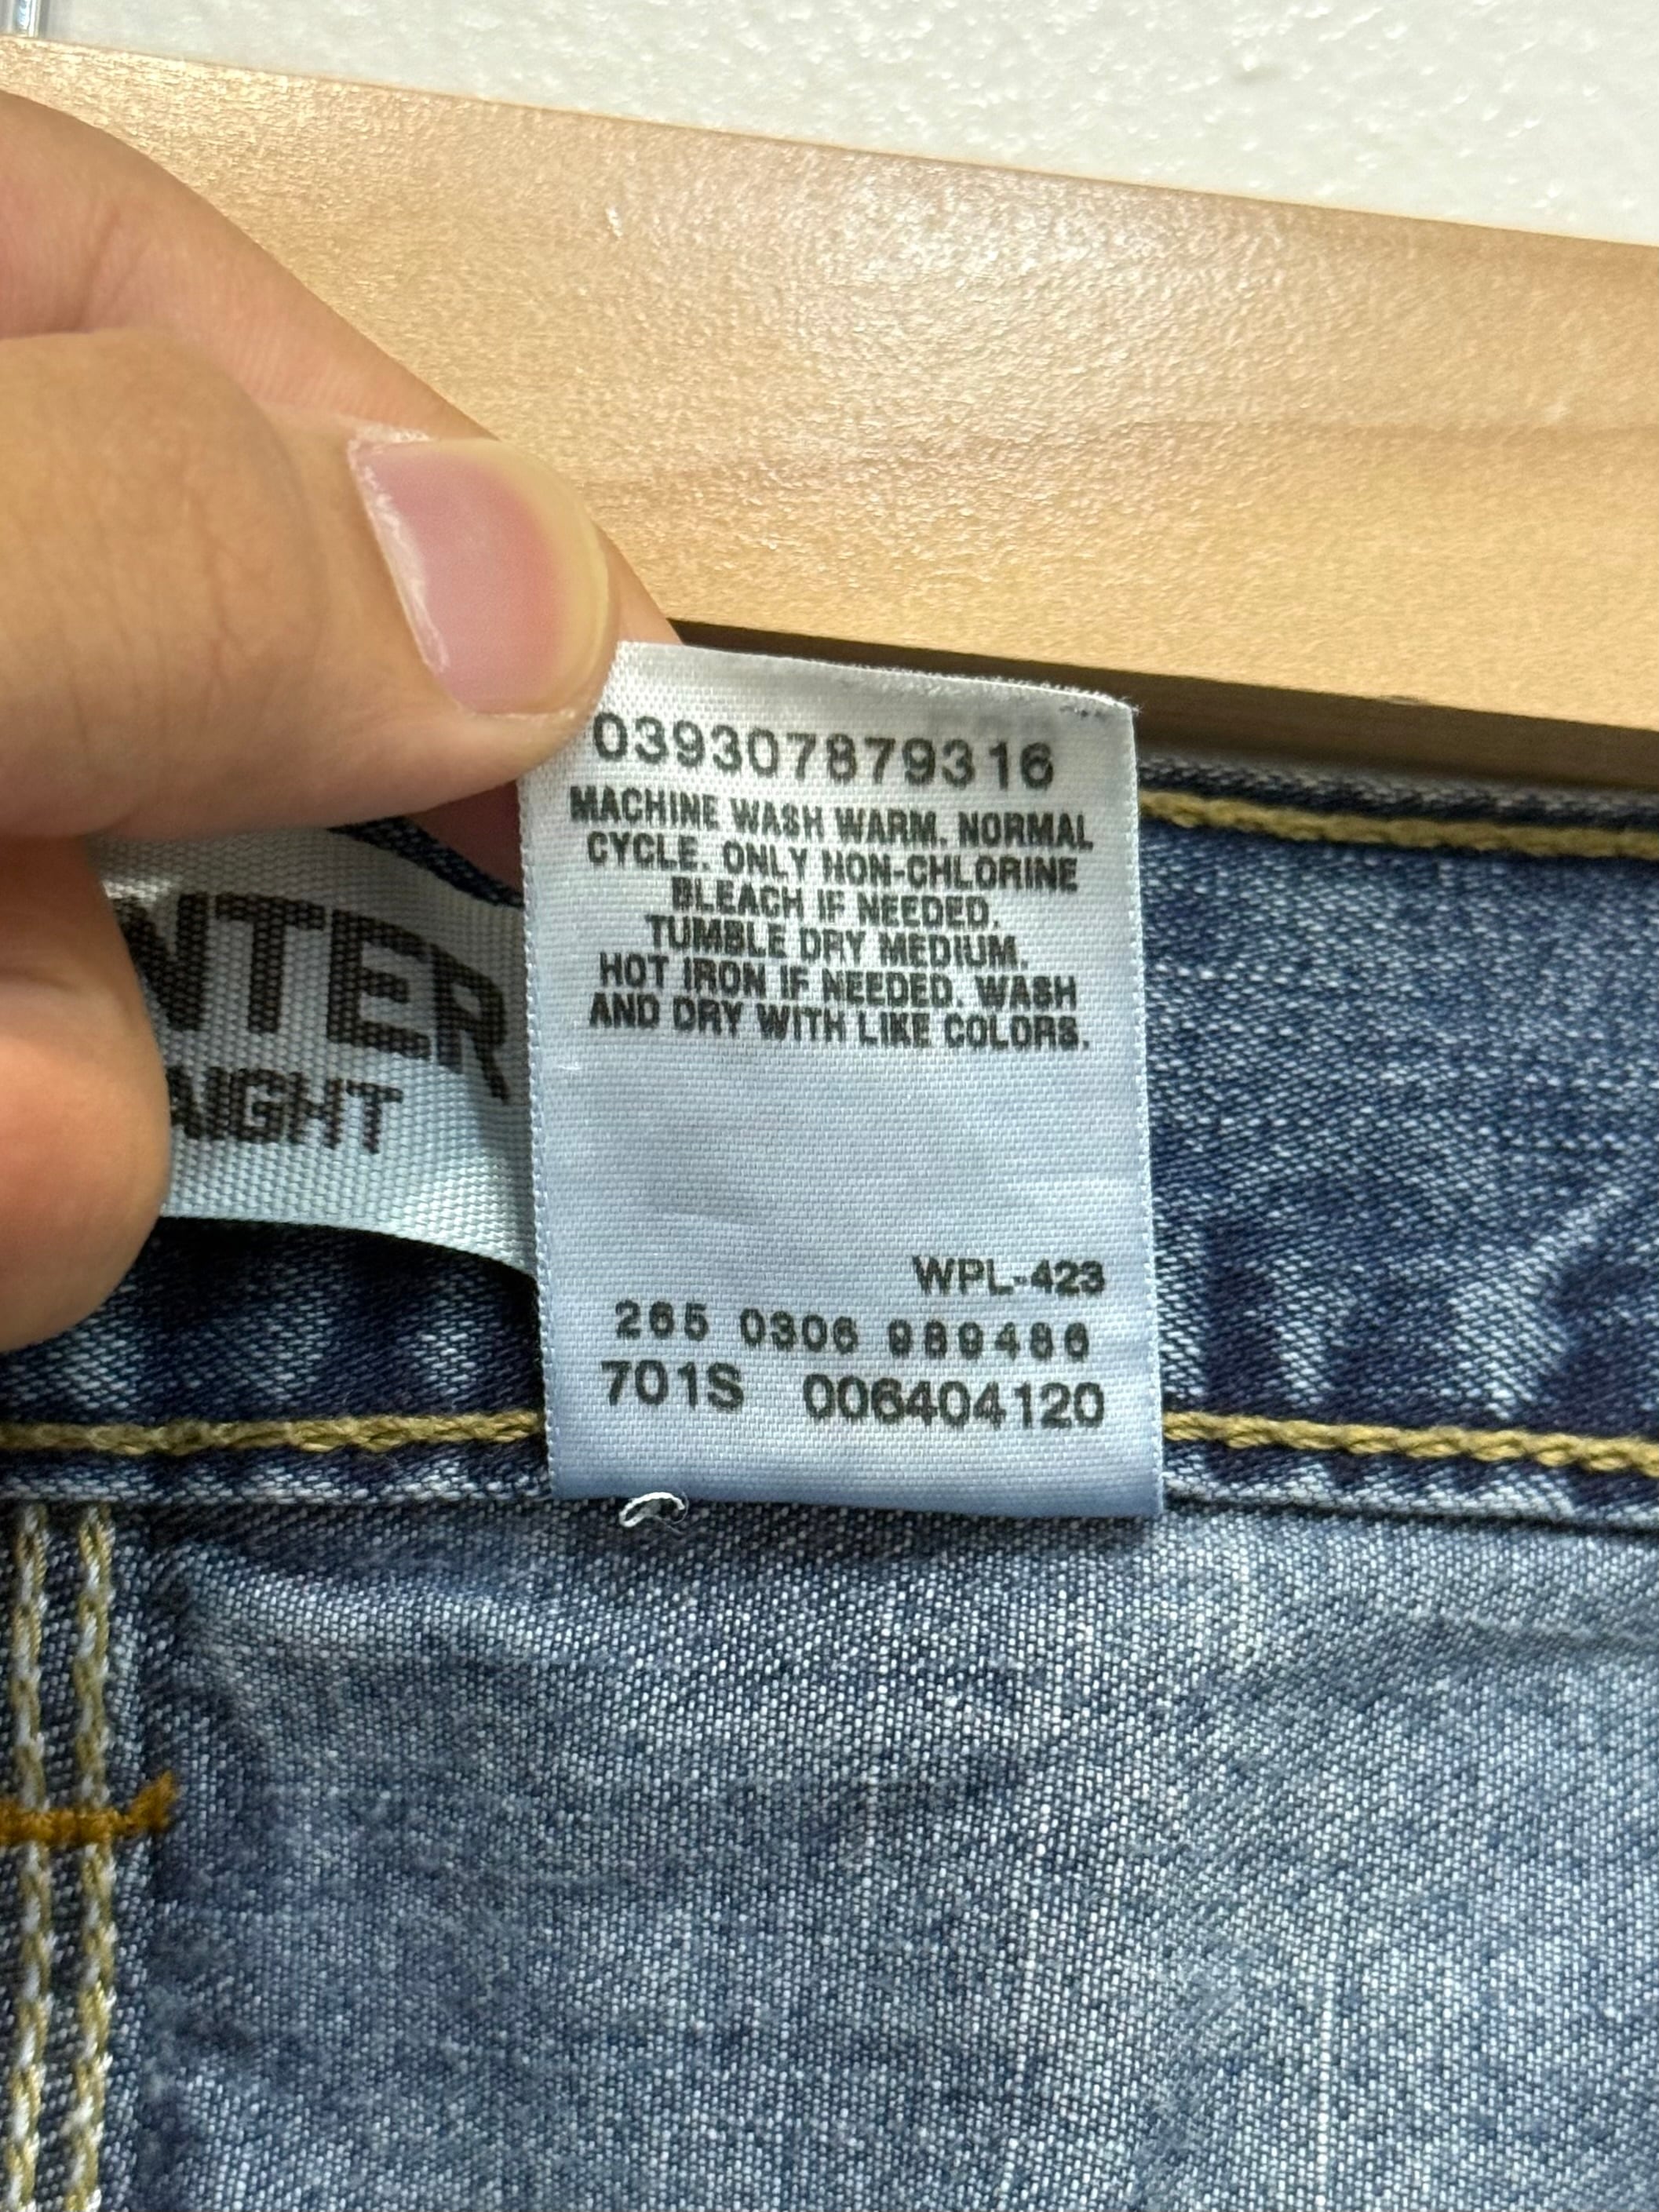 039307879316
MACHINE WASH WARM. NORMAL
CYCLE. ONLY NON-CHLORINE
BLEACH IF NEEDED.
TUMBLE DRY MEDIUM.
HOT IRON IF NEEDED. WASH
AND DRY WITH LIKE COLORS.
NTER
AIGHT
WPL-423
265 0306 989486
701S 006404120